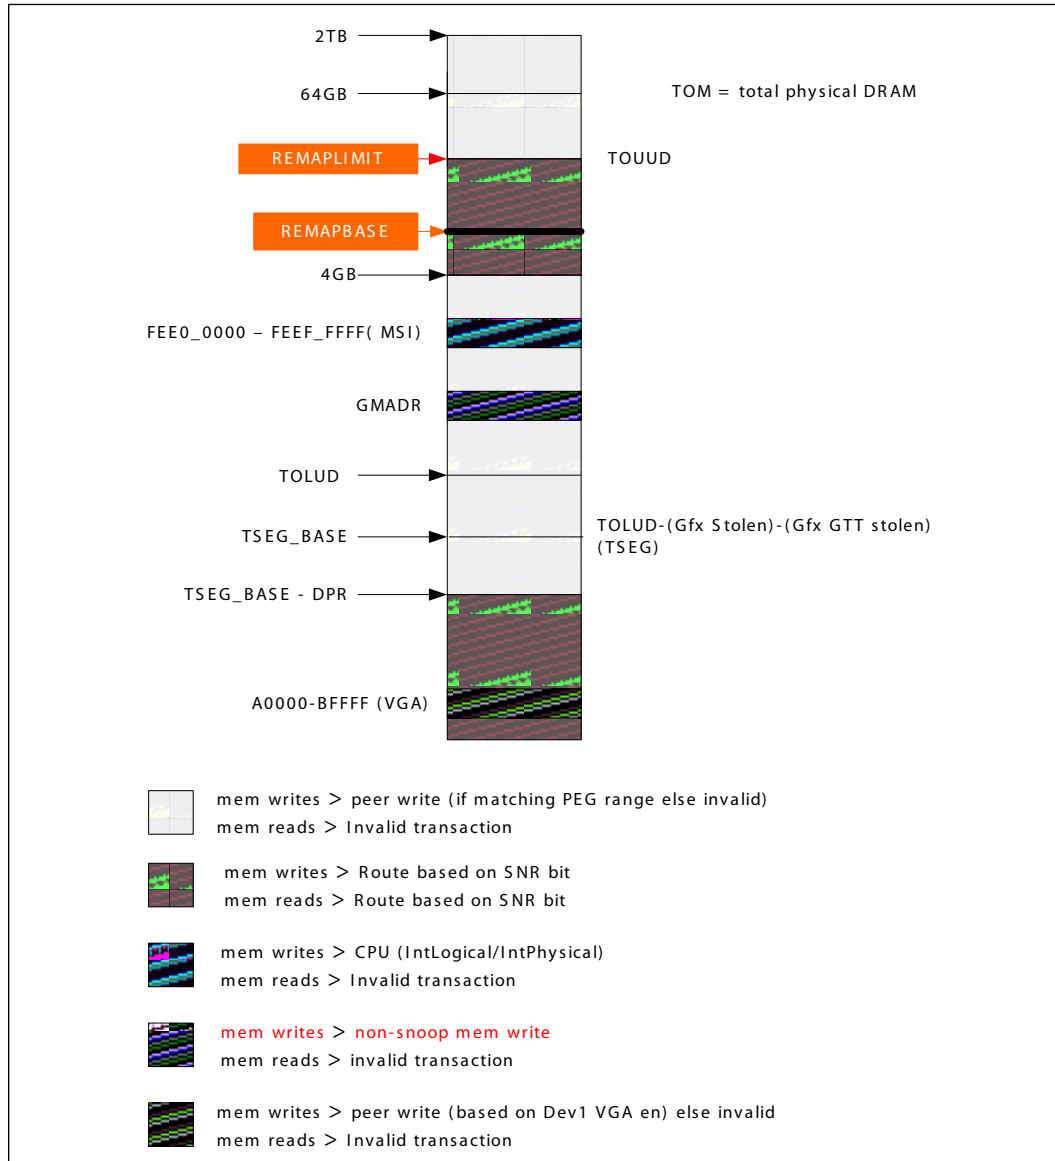 2TB
64GB
TOM = total physical DRAM
REMAPLIMIT
TOUUD
REMAPBASE
4GB
FEE0_0000 – FEEF_FFFF( MSI)
GMADR
TOLUD
TSEG_BASE
TOLUD-(Gfx Stolen)-(Gfx GTT stolen)
(TSEG)
TSEG_BASE - DPR
A0000-BFFFF (VGA)
mem writes > peer write (if matching PEG range else invalid)
mem reads > Invalid transaction
mem writes > Route based on SNR bit
mem reads > Route based on SNR bit
mem writes > CPU (IntLogical/IntPhysical)
mem reads > Invalid transaction
mem writes > non-snoop mem write
mem reads > invalid transaction
mem writes > peer write (based on Dev1 VGA en) else invalid
mem reads > Invalid transaction